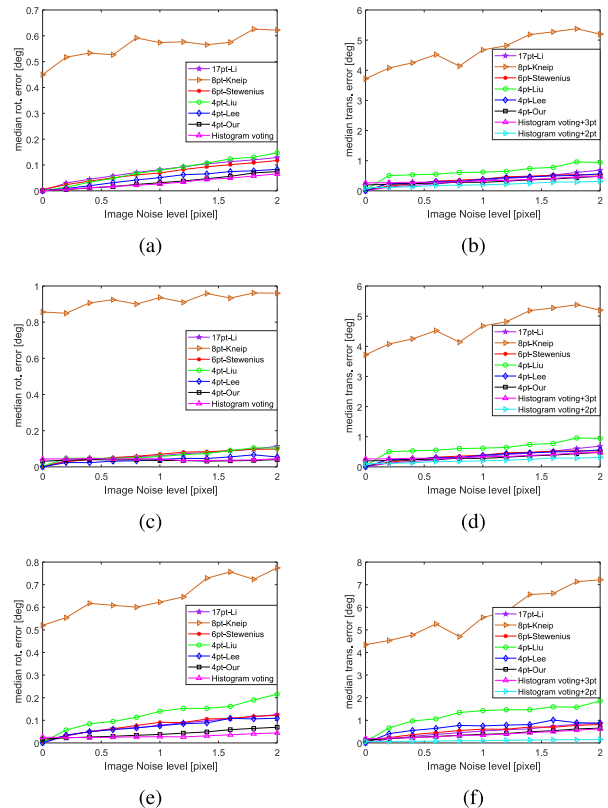 0.7
0.6
0.5
0.4
0.3
0.2
0.1
0
median rot. error [deg]
17pt-Li
8pt-Kneip
6pt-Stewenius
4pt-Liu
4pt-Lee
4pt-Our
Histogram voting
0 0.5 1 1.5 2
Image Noise level [pixel]
(a)
6
5
4
3
2
1
0
median trans. error [deg]
17pt-Li
8pt-Kneip
6pt-Stewenius
4pt-Liu
4pt-Lee
4pt-Our
Histogram voting+3pt
Histogram voting+2pt
0 0.5 1 1.5 2
Image Noise level [pixel]
(b)
1
0.8
0.6
0.4
0.2
0
median rot. error [deg]
17pt-Li
8pt-Kneip
6pt-Stewenius
4pt-Liu
4pt-Lee
4pt-Our
Histogram voting
0 0.5 1 1.5 2
Image Noise level [pixel]
(c)
6
5
4
3
2
1
0
median trans. error [deg]
17pt-Li
8pt-Kneip
6pt-Stewenius
4pt-Liu
4pt-Lee
4pt-Our
Histogram voting+3pt
Histogram voting+2pt
0 0.5 1 1.5 2
Image Noise level [pixel]
(d)
0.8
0.7
0.6
0.5
0.4
0.3
0.2
0.1
0
median rot. error [deg]
17pt-Li
8pt-Kneip
6pt-Stewenius
4pt-Liu
4pt-Lee
4pt-Our
Histogram voting
0 0.5 1 1.5 2
Image Noise level [pixel]
(e)
8
7
6
5
4
3
2
1
0
median trans. error [deg]
17pt-Li
8pt-Kneip
6pt-Stewenius
4pt-Liu
4pt-Lee
4pt-Our
Histogram voting+3pt
Histogram voting+2pt
0 0.5 1 1.5 2
Image Noise level [pixel]
(f)